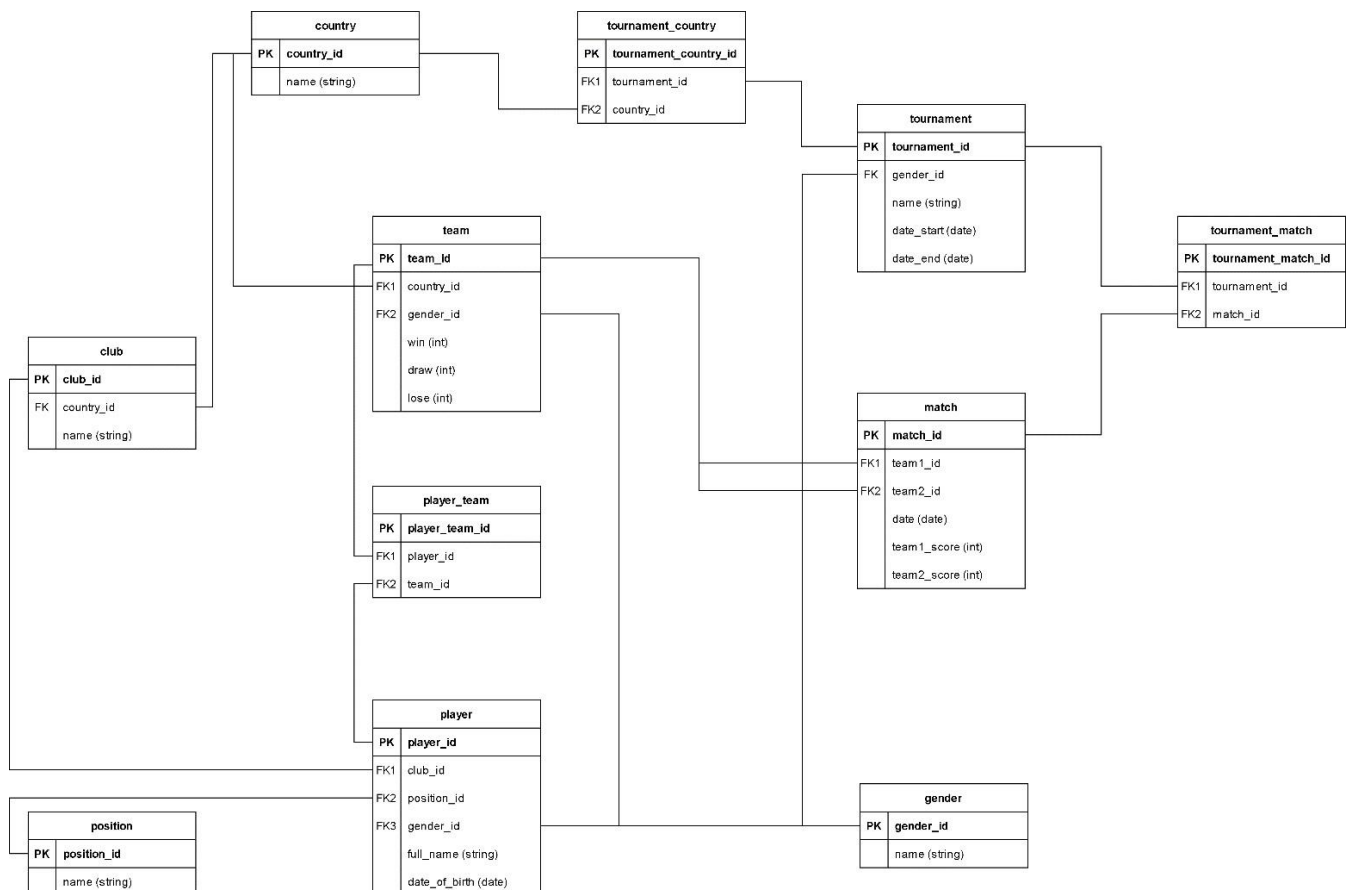 country
PK country_id
name (string)
tournament_country
PK tournament_country_id
FK1 tournament_id
FK2 country_id
tournament
PK tournament_id
FK gender_id
name (string)
date_start (date)
date_end (date)
team
PK team_id
FK1 country_id
FK2 gender_id
win (int)
draw (int)
lose (int)
tournament_match
PK tournament_match_id
FK1 tournament_id
FK2 match_id
club
PK club_id
FK country_id
name (string)
match
PK match_id
FK1 team1_id
FK2 team2_id
date (date)
team1_score (int)
team2_score (int)
player_team
PK player_team_id
FK1 player_id
FK2 team_id
player
PK player_id
FK1 club_id
FK2 position_id
FK3 gender_id
full_name (string)
date_of_birth (date)
position
PK position_id
name (string)
gender
PK gender_id
name (string)